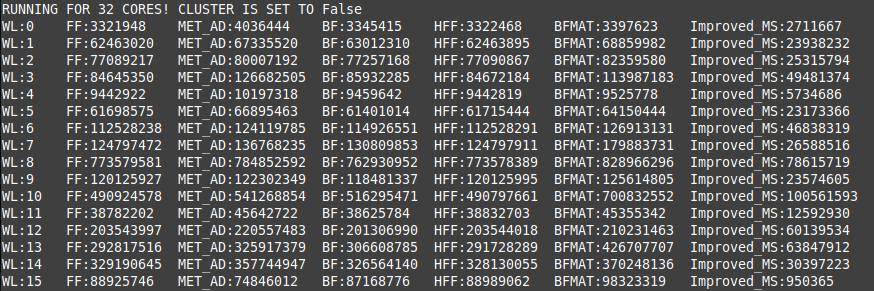 RUNNING FOR 32 CORES! CLUSTER IS SET TO False
WL:0 FF:3321948 MET_AD:4036444 BF:3345415 HFF:3322468 BFMAT:3397623 Improved_MS:2711667
WL:1 FF:62463020 MET_AD:67335520 BF:63012310 HFF:62463895 BFMAT:68859982 Improved_MS:23938232
WL:2 FF:77089217 MET_AD:80007192 BF:77257168 HFF:77090867 BFMAT:82359580 Improved_MS:25315794
WL:3 FF:84645350 MET_AD:126682505 BF:85932285 HFF:84672184 BFMAT:113987183 Improved_MS:49481374
WL:4 FF:9442922 MET_AD:10197318 BF:9459642 HFF:9442819 BFMAT:9525778 Improved_MS:5734686
WL:5 FF:61698575 MET_AD:66895463 BF:61401014 HFF:61715444 BFMAT:64150444 Improved_MS:23173366
WL:6 FF:112528238 MET_AD:124119785 BF:114926551 HFF:112528291 BFMAT:126913131 Improved_MS:46838319
WL:7 FF:124797472 MET_AD:136768235 BF:130809853 HFF:124797911 BFMAT:179883731 Improved_MS:26588516
WL:8 FF:773579581 MET_AD:784852592 BF:762930952 HFF:773578389 BFMAT:828966296 Improved_MS:78615719
WL:9 FF:120125927 MET_AD:122302349 BF:118481337 HFF:120125995 BFMAT:125614805 Improved_MS:23574605
WL:10 FF:490924578 MET_AD:541268854 BF:516295471 HFF:490797661 BFMAT:700832552 Improved_MS:100561593
WL:11 FF:38782202 MET_AD:45642722 BF:38625784 HFF:38832703 BFMAT:45355342 Improved_MS:12592930
WL:12 FF:203543997 MET_AD:220557483 BF:201306990 HFF:203544018 BFMAT:210231463 Improved_MS:60139534
WL:13 FF:292817516 MET_AD:325917379 BF:306608785 HFF:291728289 BFMAT:426707707 Improved_MS:63847912
WL:14 FF:329190645 MET_AD:357744947 BF:326564140 HFF:328130055 BFMAT:370248136 Improved_MS:30397223
WL:15 FF:88925746 MET_AD:74846012 BF:87168776 HFF:88989062 BFMAT:98323319 Improved_MS:950365